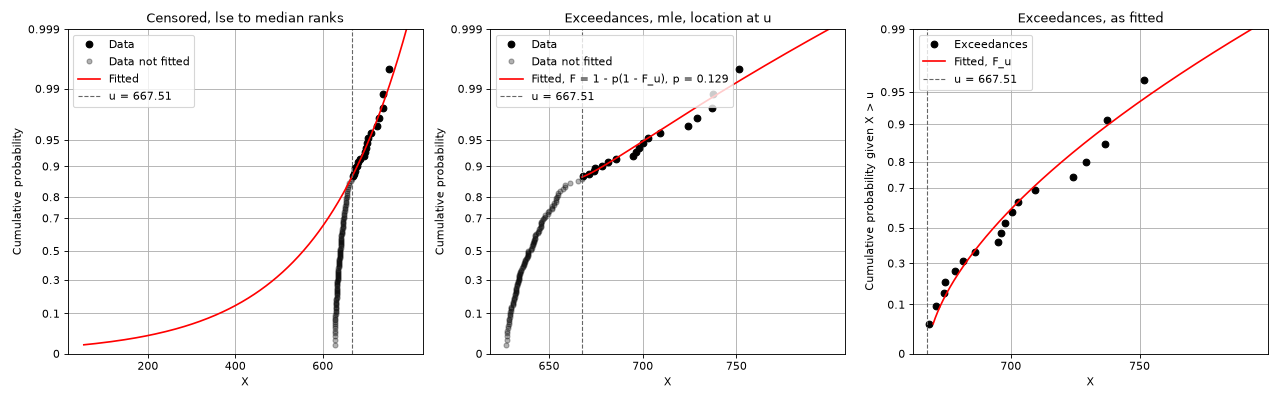 Censored, lse to median ranks
0.999
0.99
0.95
0.9
0.8
0.7
0.5
0.3
0.1
0
Cumulative probability
Data
Data not fitted
Fitted
u = 667.51
200
400
600
X
Exceedances, mle, location at u
0.999
0.99
0.95
0.9
0.8
0.7
0.5
0.3
0.1
0
Cumulative probability
Data
Data not fitted
Fitted, F = 1 - p(1 - F_u), p = 0.129
u = 667.51
650
700
750
X
Exceedances, as fitted
0.99
0.95
0.9
0.8
0.7
0.5
0.3
0.1
0
Cumulative probability given X > u
Exceedances
Fitted, F_u
u = 667.51
700
750
X